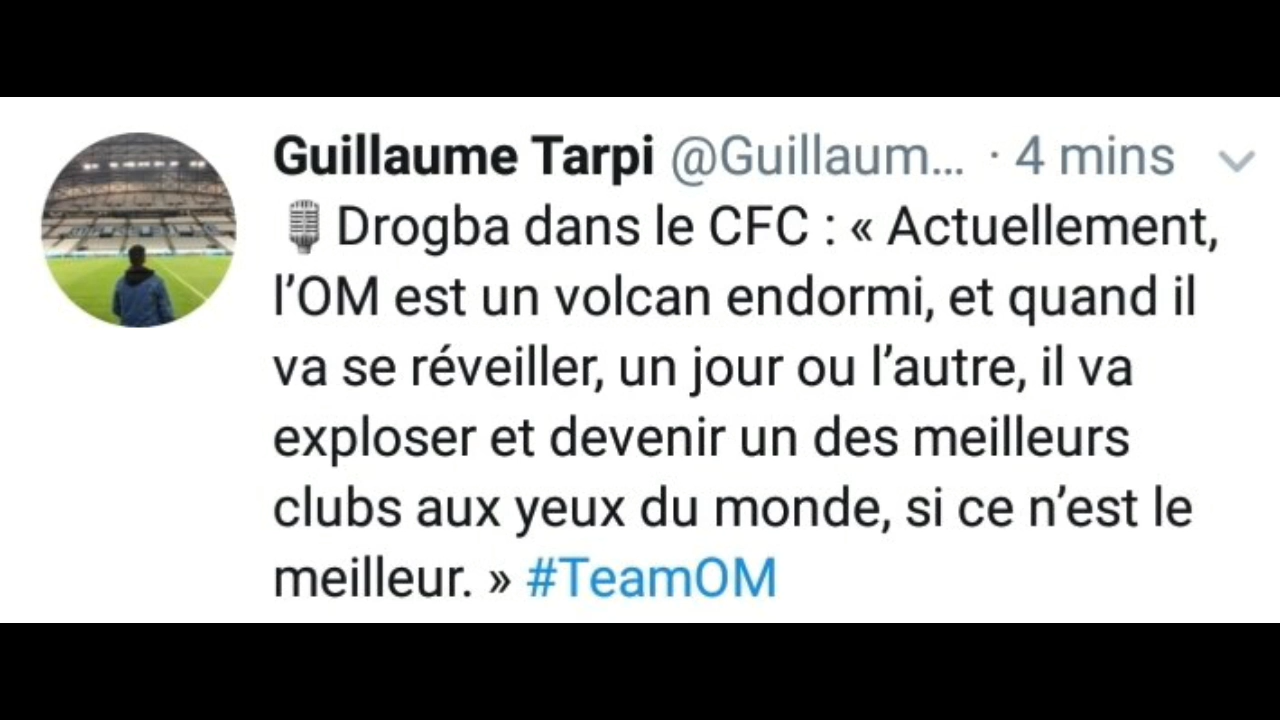 Guillaume Tarpi @Guillaum... · 4 mins
🎙Drogba dans le CFC : « Actuellement,
l’OM est un volcan endormi, et quand il
va se réveiller, un jour ou l’autre, il va
exploser et devenir un des meilleurs
clubs aux yeux du monde, si ce n’est le
meilleur. » #TeamOM